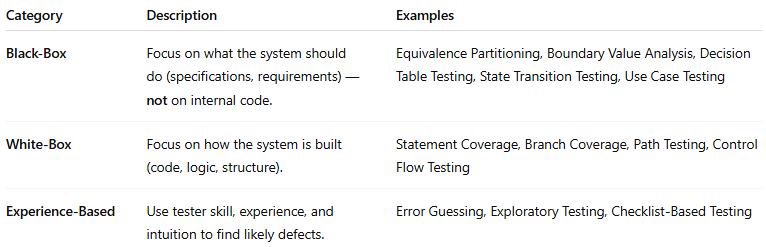 Category Description Examples
Black-Box Focus on what the system should Equivalence Partitioning, Boundary Value Analysis, Decision
do (specifications, requirements) — Table Testing, State Transition Testing, Use Case Testing
not on internal code.
White-Box Focus on how the system is built Statement Coverage, Branch Coverage, Path Testing, Control
(code, logic, structure). Flow Testing
Experience-Based Use tester skill, experience, and Error Guessing, Exploratory Testing, Checklist-Based Testing
intuition to find likely defects.